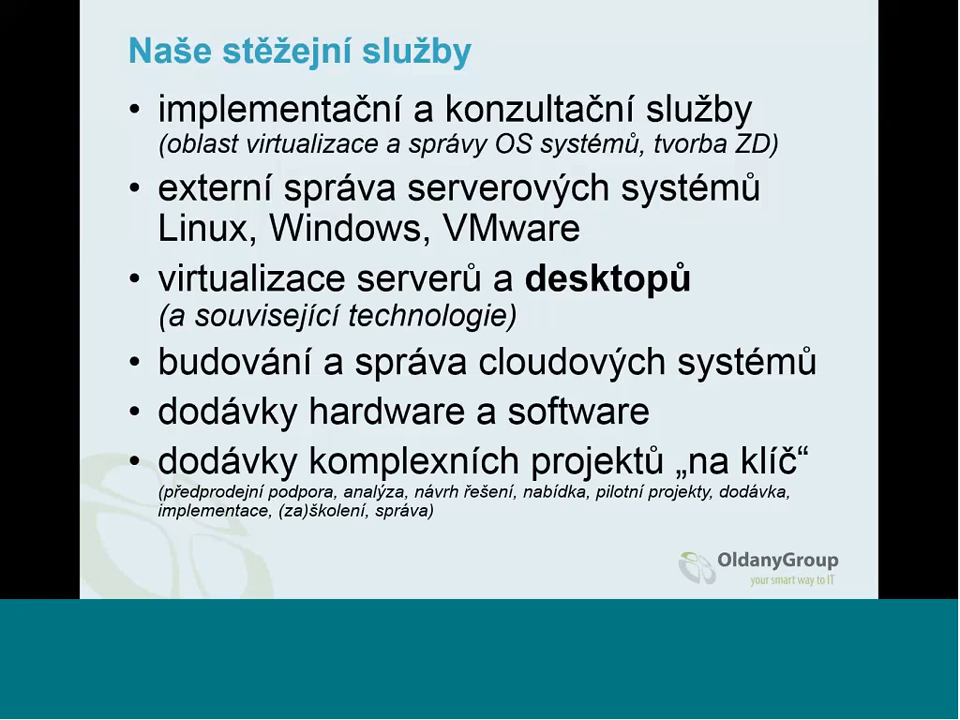 Naše stěžejní služby
• implementační a konzultační služby
(oblast virtualizace a správy OS systémů, tvorba ZD)
• externí správa serverových systémů
Linux, Windows, VMware
• virtualizace serverů a desktopů
(a související technologie)
• budování a správa cloudových systémů
• dodávky hardware a software
• dodávky komplexních projektů „na klíč“
(předprodejní podpora, analýza, návrh řešení, nabídka, pilotní projekty, dodávka,
implementace, (za)školení, správa)
OldanyGroup
your smart way to IT